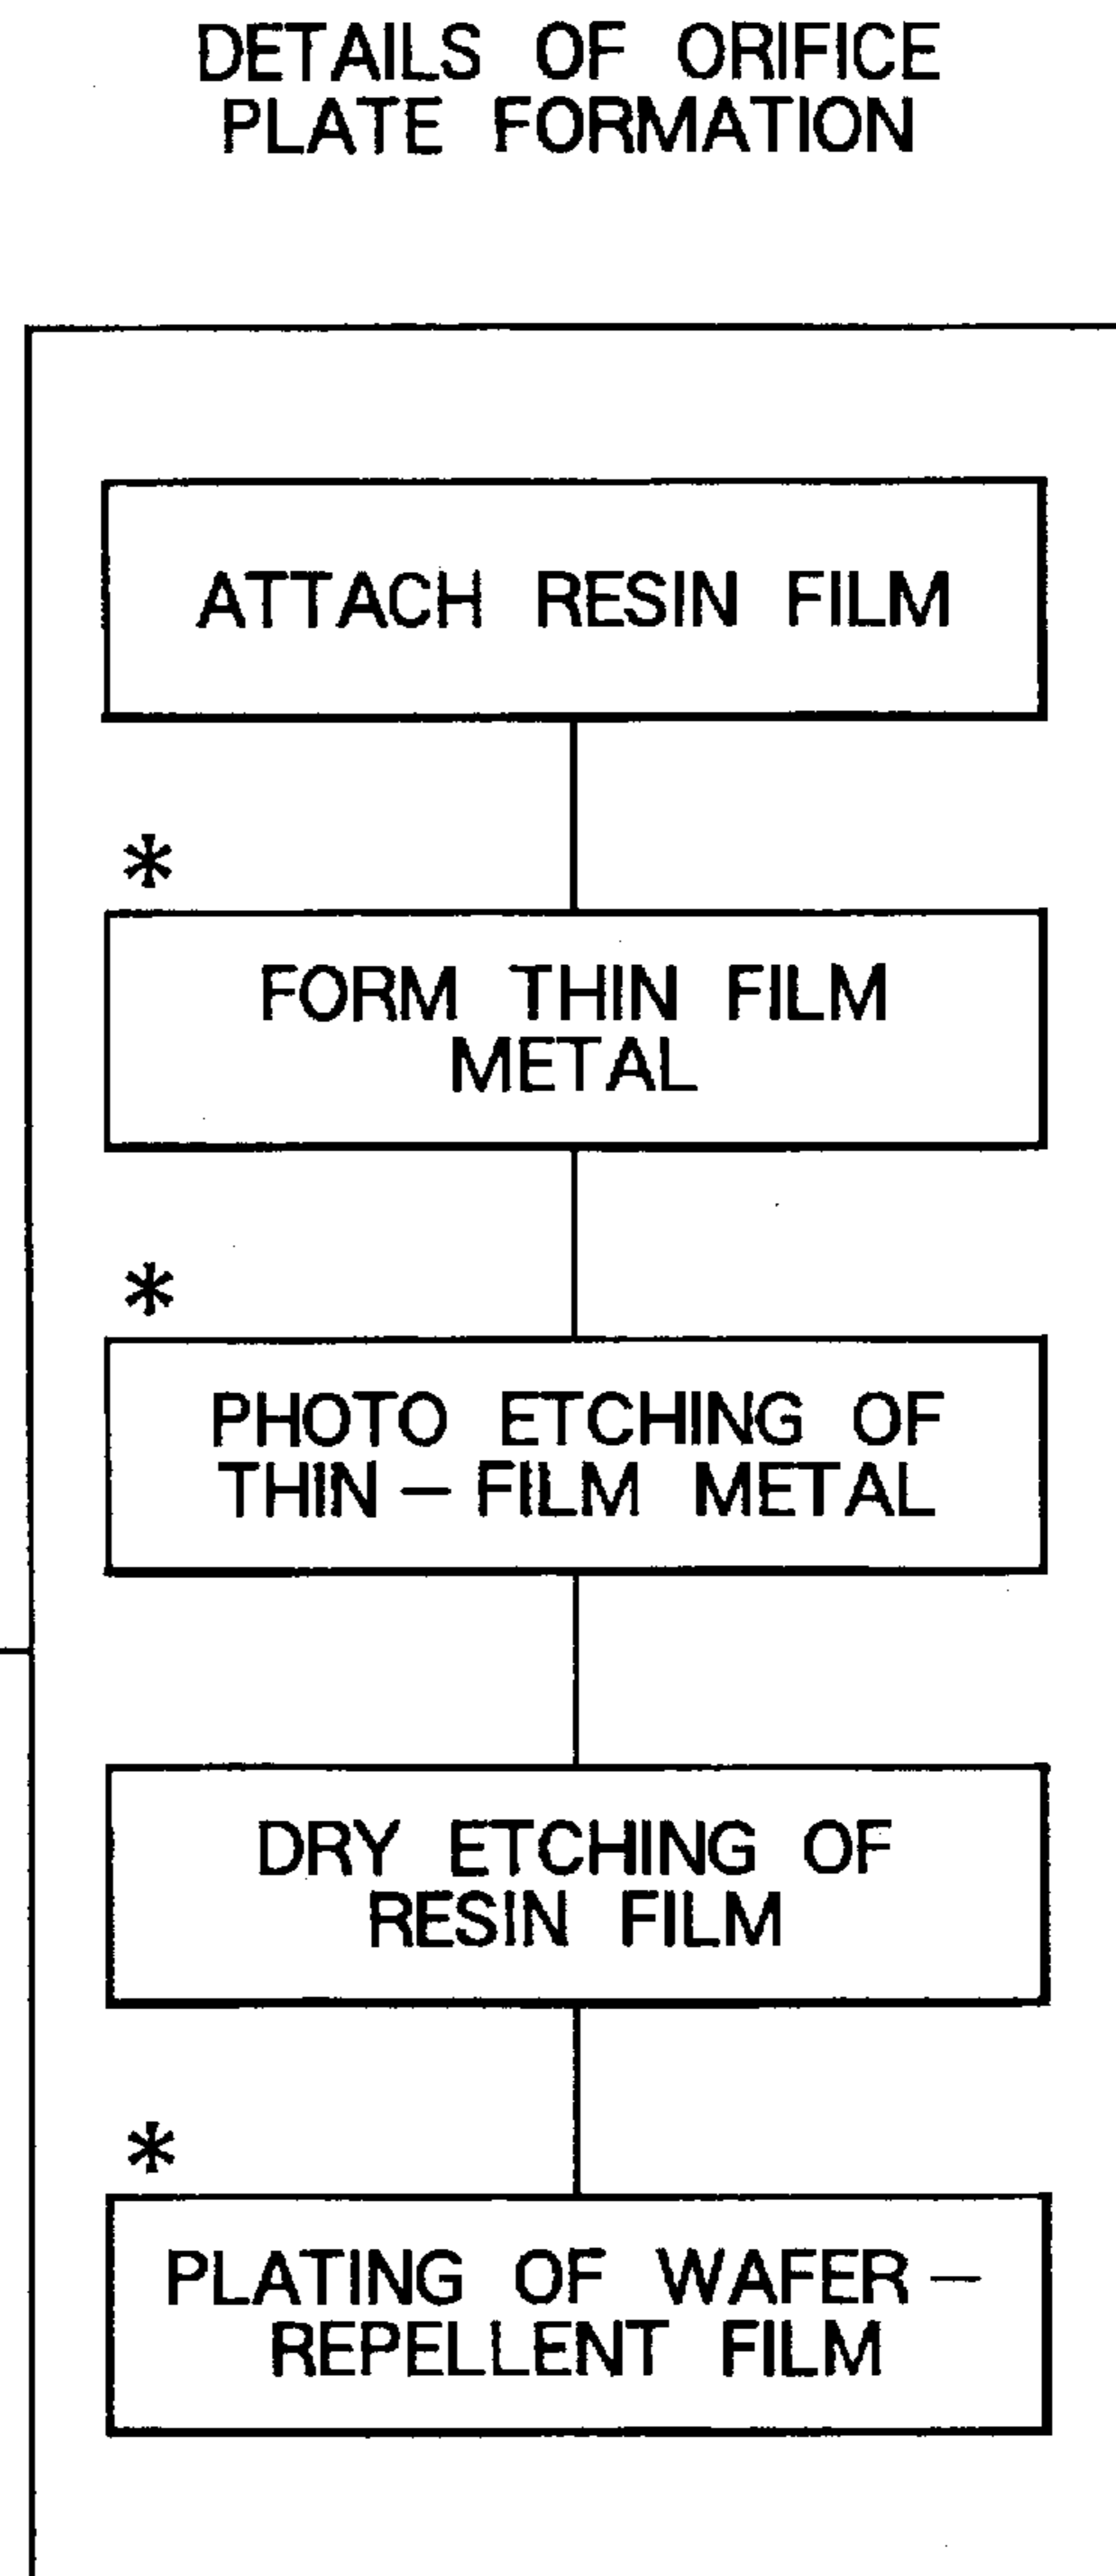 DETAILS OF ORIFICE
PLATE FORMATION
ATTACH RESIN FILM
*
FORM THIN FILM
METAL
*
PHOTO ETCHING OF
THIN-FILM METAL
DRY ETCHING OF
RESIN FILM
*
PLATING OF WAFER-
REPELLENT FILM